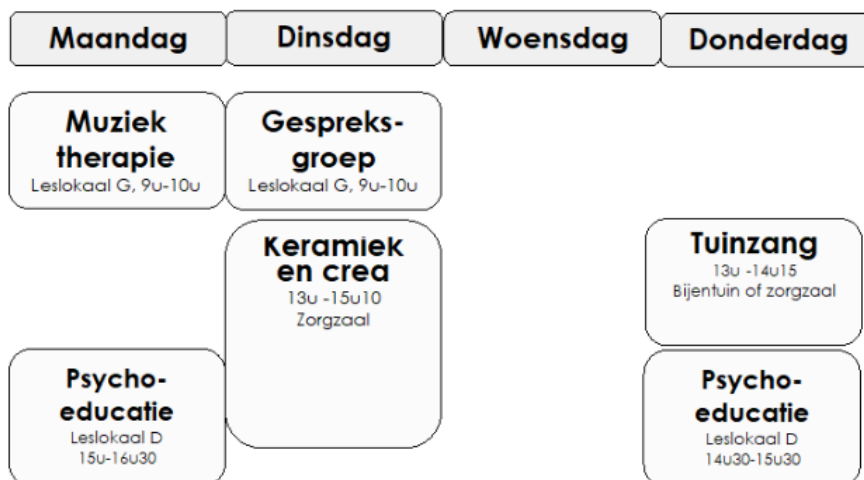 Maandag
Dinsdag
Woensdag
Donderdag
Muziek
therapie
Leslokaal G, 9u-10u
Gespreks-
groep
Leslokaal G, 9u-10u
Keramiek
en crea
13u -15u10
Zorgzaal
Tuinzang
13u -14u15
Bijentuin of zorgzaal
Psycho-
educatie
Leslokaal D
15u-16u30
Psycho-
educatie
Leslokaal D
14u30-15u30